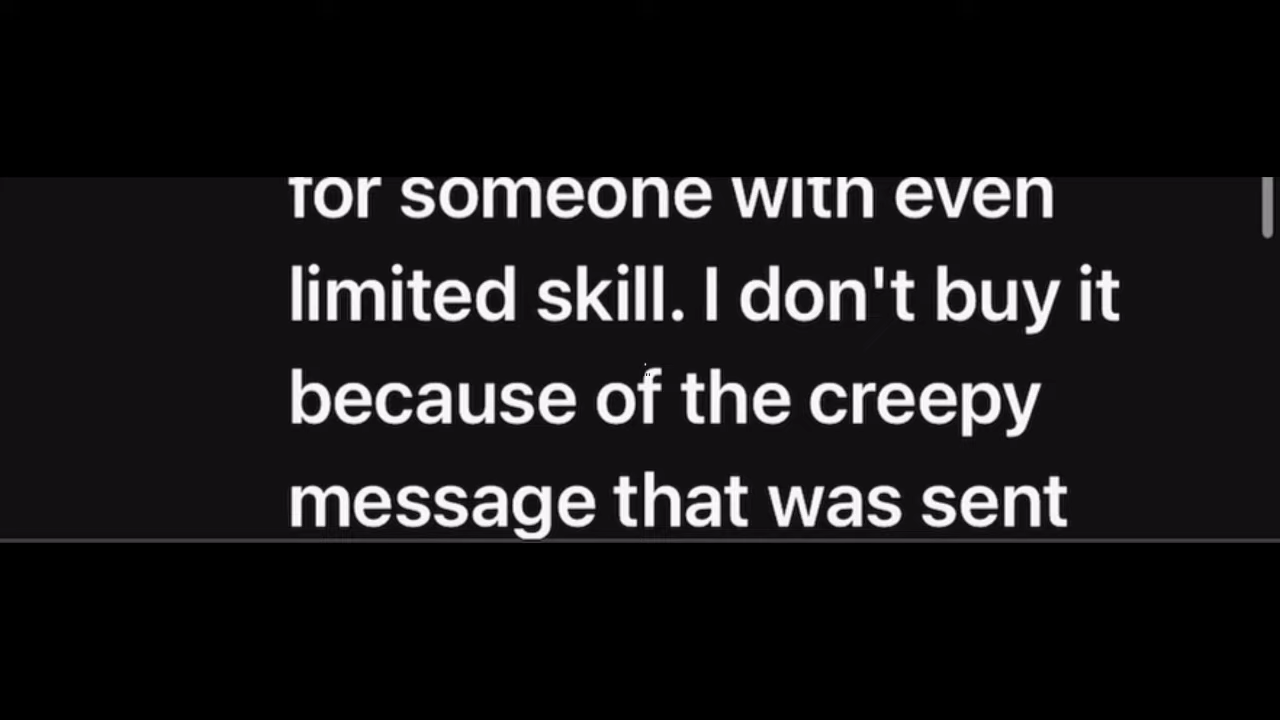 for someone with even
limited skill. I don't buy it
because of the creepy
message that was sent